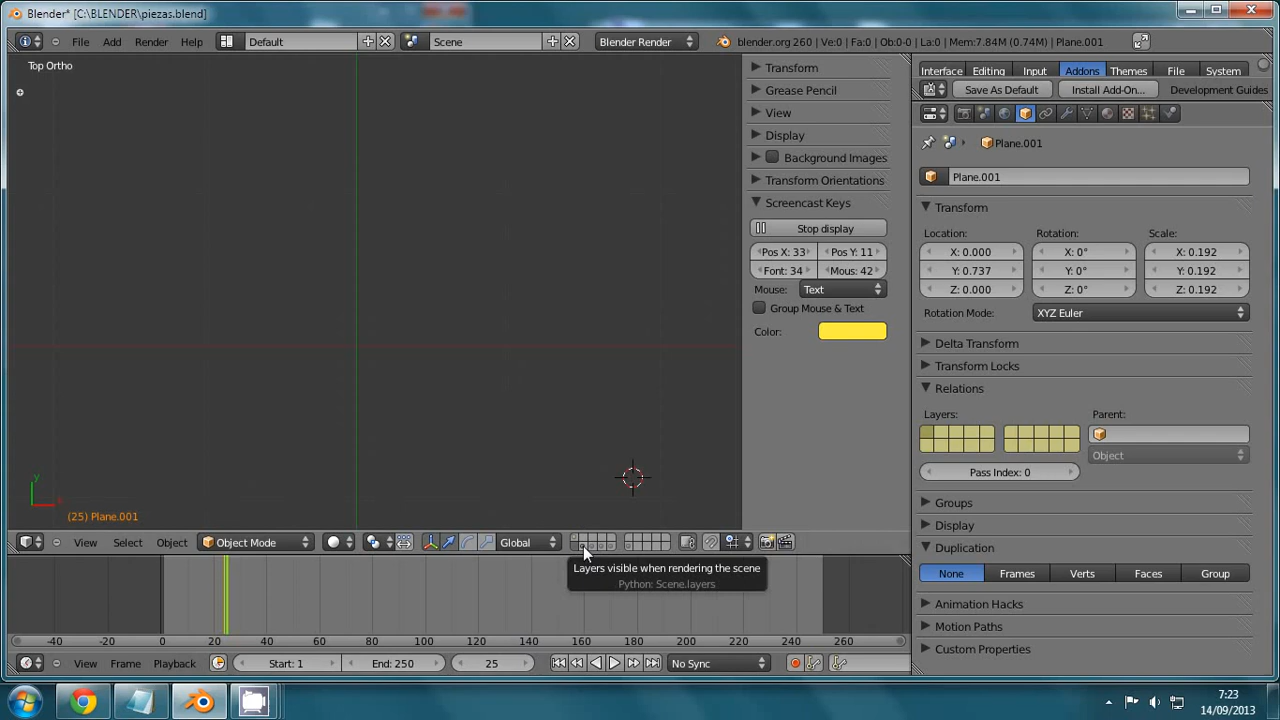 Blender* [C:\BLENDER\piezas.blend]
File Add Render Help Default Scene Blender Render blender.org 260 | Ve:0 | Fa:0 | Ob:0-0 | La:0 | Mem:7.84M (0.74M) | Plane.001
Top Ortho
Transform
Grease Pencil
View
Display
Background Images
Transform Orientations
Screencast Keys
Stop display
Pos X: 33 Pos Y: 11
Font: 34 Mous: 42
Mouse: Text
Group Mouse & Text
Color:
y
x
(25) Plane.001
View Select Object Object Mode Global
Layers visible when rendering the scene
Python: Scene.layers
-40 -20 0 20 40 60 80 100 120 140 160 180 200 220 240 260
View Frame Playback Start: 1 End: 250 25 No Sync
Interface Editing Input Addons Themes File System
Save As Default Install Add-On... Development Guides
Plane.001
Plane.001
Transform
Location: Rotation: Scale:
X: 0.000 X: 0° X: 0.192
Y: 0.737 Y: 0° Y: 0.192
Z: 0.000 Z: 0° Z: 0.192
Rotation Mode: XYZ Euler
Delta Transform
Transform Locks
Relations
Layers: Parent:
Object
Pass Index: 0
Groups
Display
Duplication
None Frames Verts Faces Group
Animation Hacks
Motion Paths
Custom Properties
7:23
14/09/2013